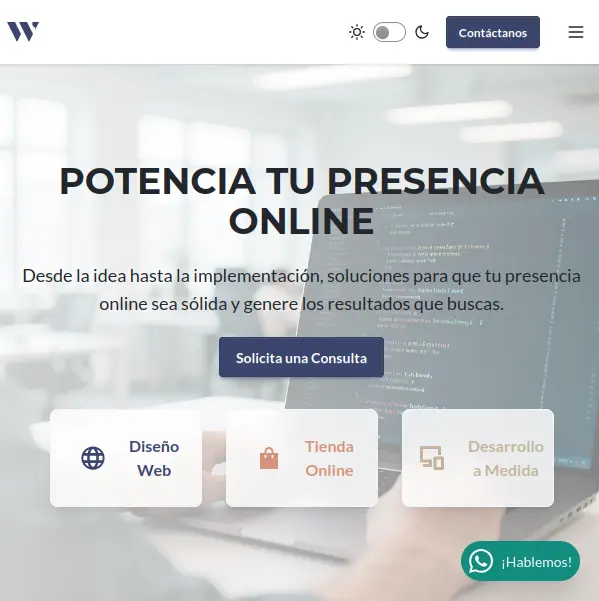 Contáctanos
POTENCIA TU PRESENCIA
ONLINE
Desde la idea hasta la implementación, soluciones para que tu presencia
online sea sólida y genere los resultados que buscas.
Solicita una Consulta
Diseño
Web
Tienda
Online
Desarrollo
a Medida
¡Hablemos!